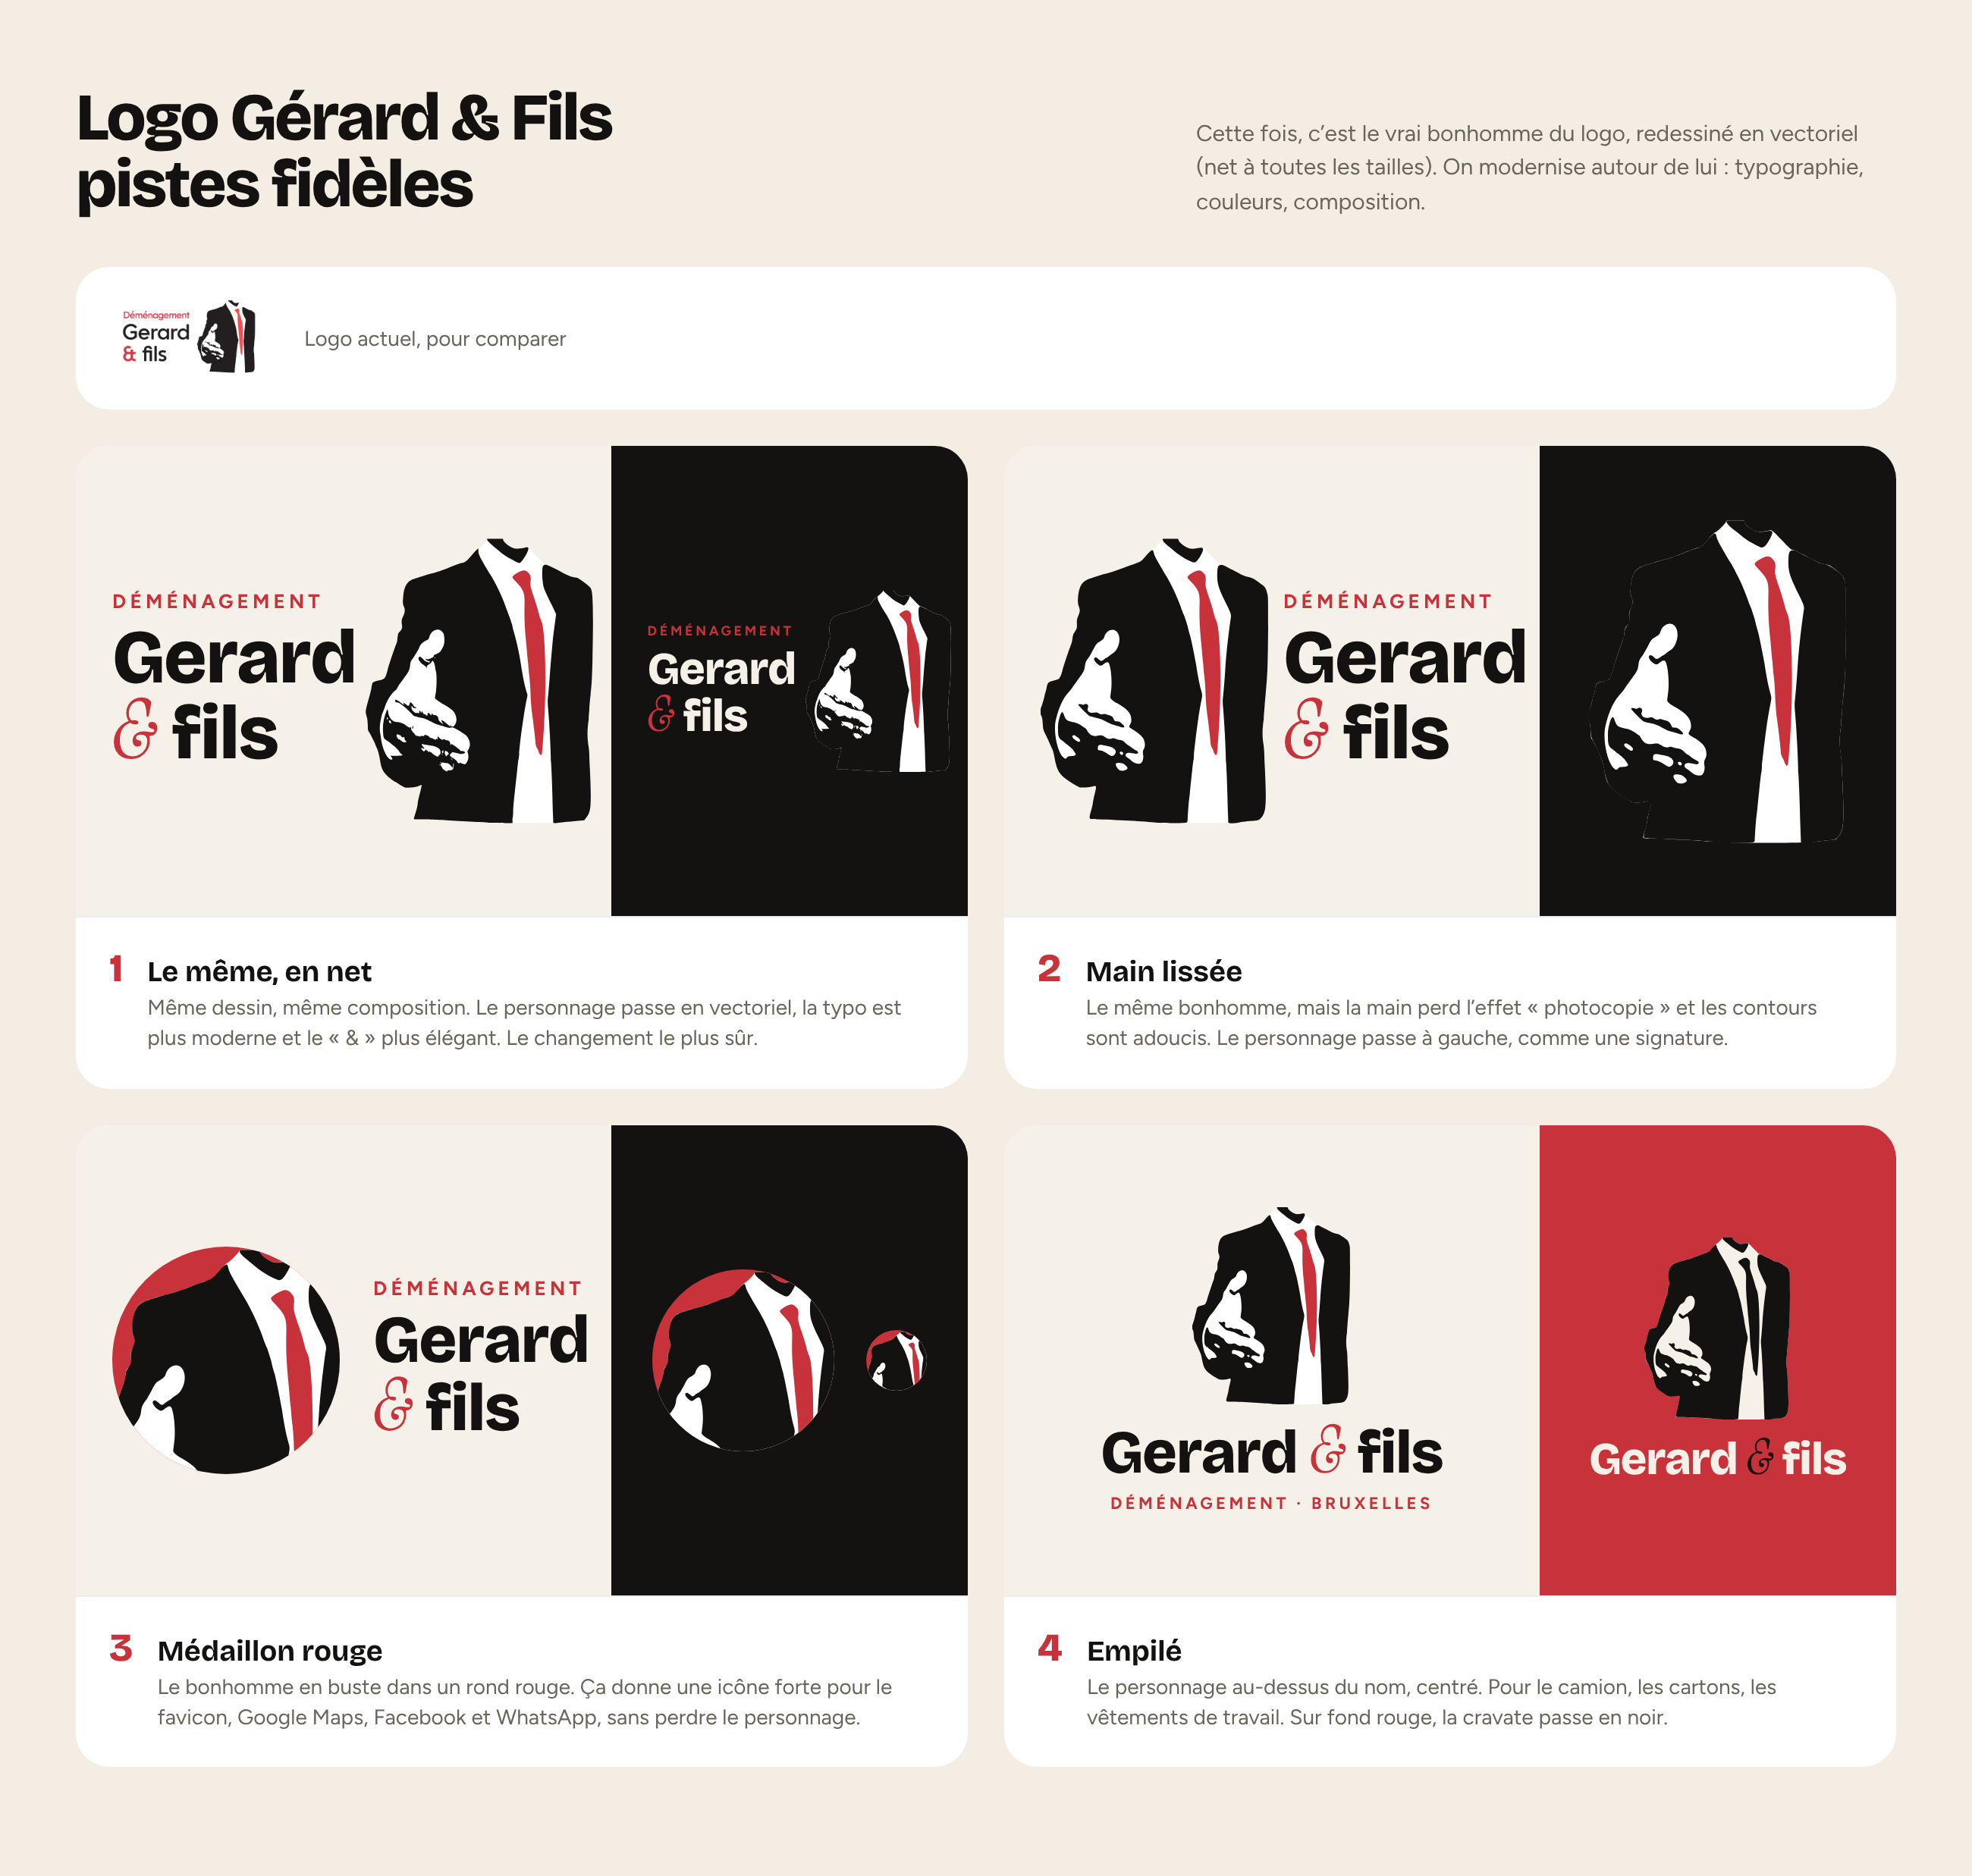 Logo Gérard & Fils
pistes fidèles
Cette fois, c’est le vrai bonhomme du logo, redessiné en vectoriel
(net à toutes les tailles). On modernise autour de lui : typographie,
couleurs, composition.
Déménagement
Gerard
& fils
Logo actuel, pour comparer
DÉMÉNAGEMENT
Gerard
& fils
DÉMÉNAGEMENT
Gerard
& fils
1 Le même, en net
Même dessin, même composition. Le personnage passe en vectoriel, la typo est
plus moderne et le « & » plus élégant. Le changement le plus sûr.
DÉMÉNAGEMENT
Gerard
& fils
2 Main lissée
Le même bonhomme, mais la main perd l’effet « photocopie » et les contours
sont adoucis. Le personnage passe à gauche, comme une signature.
DÉMÉNAGEMENT
Gerard
& fils
3 Médaillon rouge
Le bonhomme en buste dans un rond rouge. Ça donne une icône forte pour le
favicon, Google Maps, Facebook et WhatsApp, sans perdre le personnage.
Gerard & fils
DÉMÉNAGEMENT · BRUXELLES
Gerard & fils
4 Empilé
Le personnage au-dessus du nom, centré. Pour le camion, les cartons, les
vêtements de travail. Sur fond rouge, la cravate passe en noir.